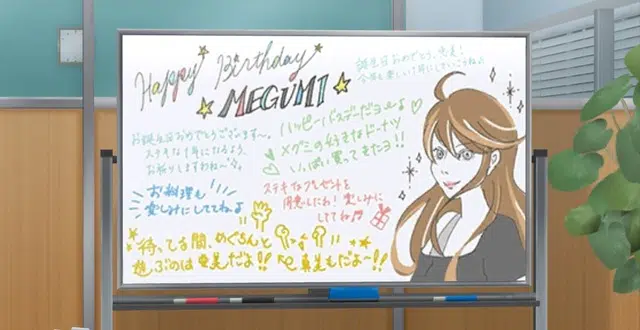 Happy Birthday
MEGUMI
誕生日おめでとう、恵美!
今年も楽しい1年にしていこうね♪
お誕生日おめでとうございます〜。
ステキな1年になるよう、
お祈りしますわね〜
ハッピーバースデーだヨーよ
メグミの好きなドーナツ
いっぱい買ってきたヨ!!
お料理も
楽しみにしててねよ
ステキなプレゼントを
用意したわ!楽しみに
しててね♪
待ってる間、めぐみんと
遊ぶのは亜美だよ!!
真美もだよ〜!!